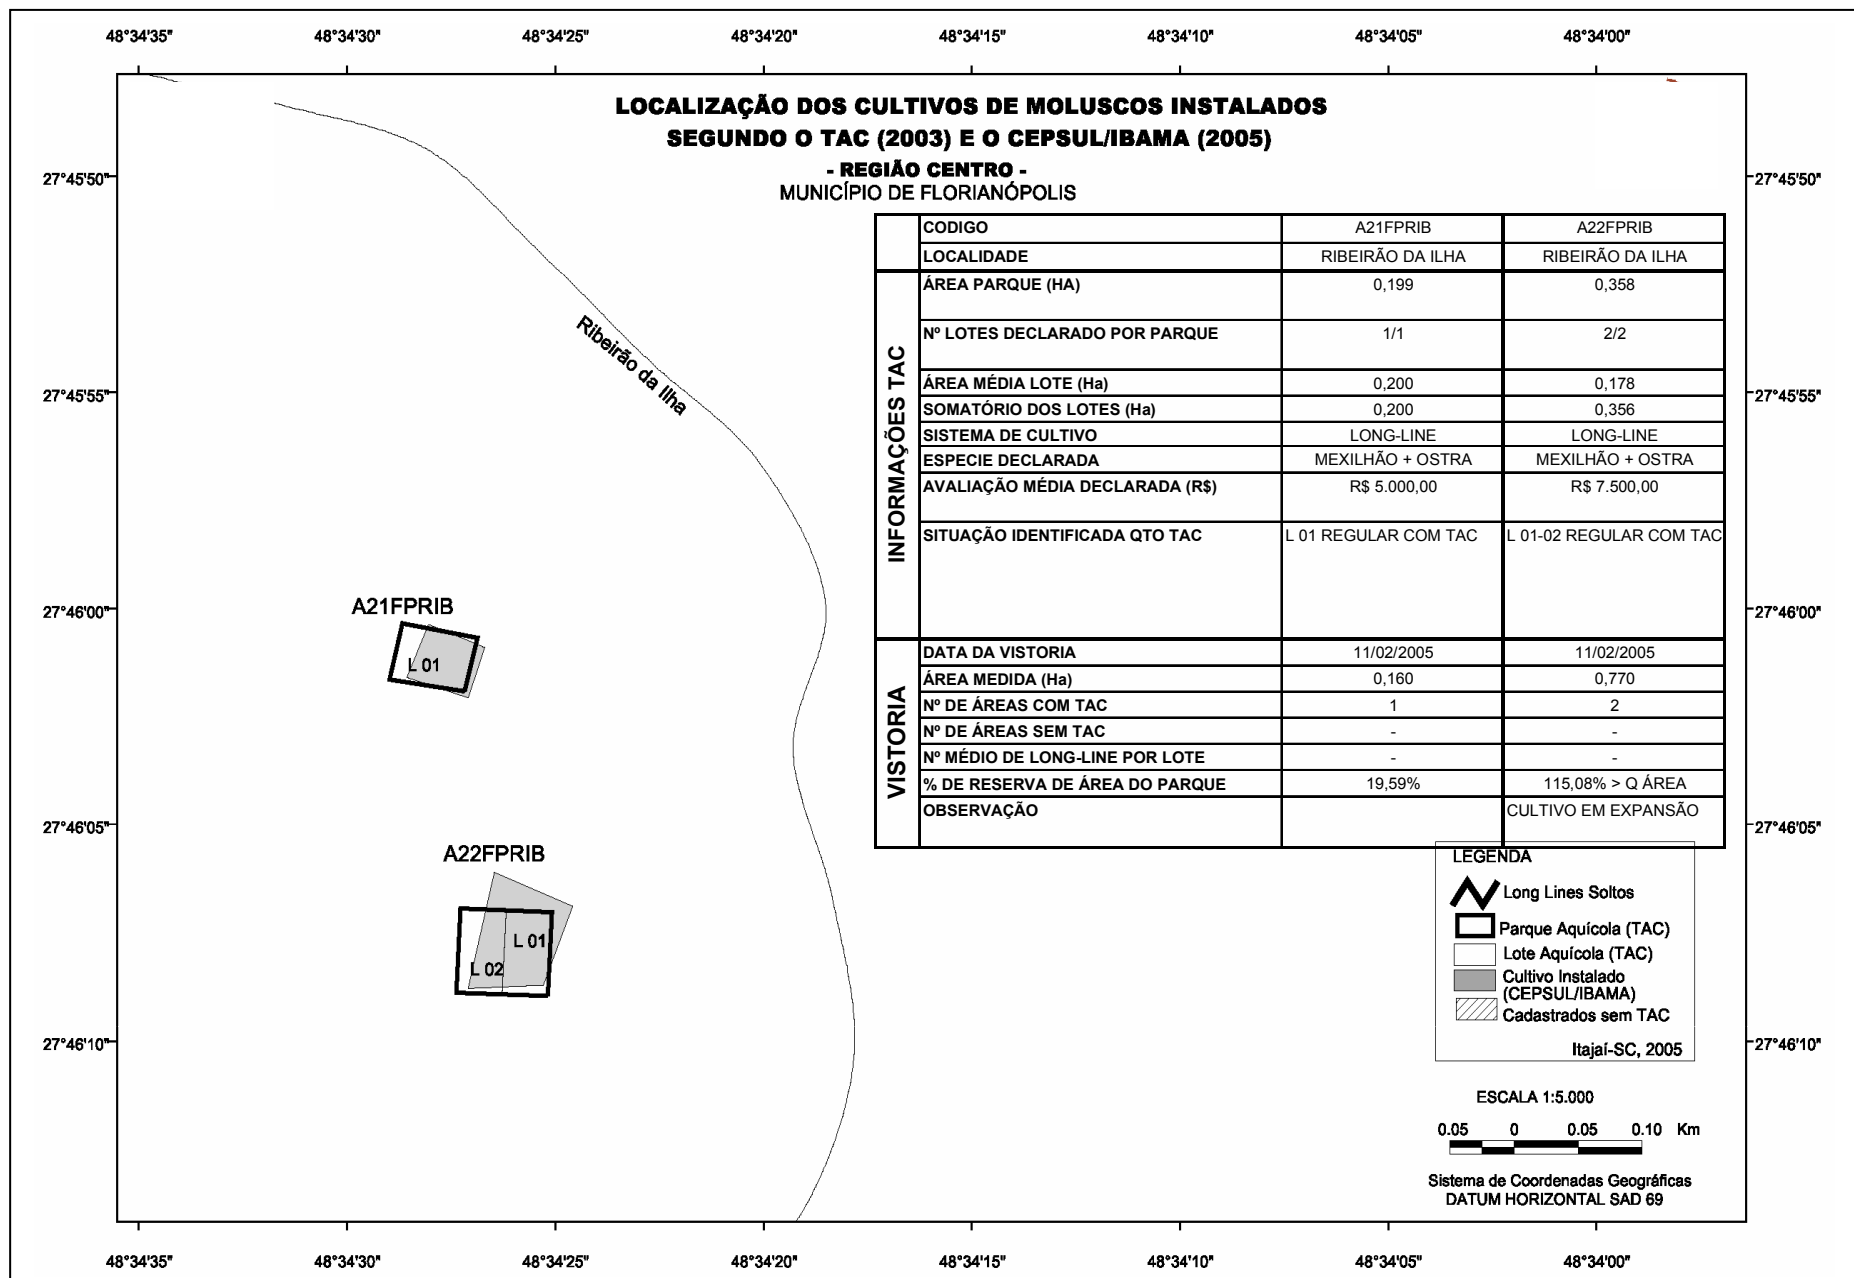 48°34'35" 48°34'30" 48°34'25" 48°34'20" 48°34'15" 48°34'10" 48°34'05" 48°34'00"
LOCALIZAÇÃO DOS CULTIVOS DE MOLUSCOS INSTALADOS
SEGUNDO O TAC (2003) E O CEPSUL/IBAMA (2005)
- REGIÃO CENTRO -
MUNICÍPIO DE FLORIANÓPOLIS
27°45'50" 27°45'50"
27°45'55" 27°45'55"
27°46'00" 27°46'00"
27°46'05" 27°46'05"
27°46'10" 27°46'10"
Ribeirão da Ilha
A21FPRIB
L 01
A22FPRIB
L 01
L 02
CODIGO A21FPRIB A22FPRIB
LOCALIDADE RIBEIRÃO DA ILHA RIBEIRÃO DA ILHA
INFORMAÇÕES TAC
ÁREA PARQUE (HA) 0,199 0,358
Nº LOTES DECLARADO POR PARQUE 1/1 2/2
ÁREA MÉDIA LOTE (Ha) 0,200 0,178
SOMATÓRIO DOS LOTES (Ha) 0,200 0,356
SISTEMA DE CULTIVO LONG-LINE LONG-LINE
ESPECIE DECLARADA MEXILHÃO + OSTRA MEXILHÃO + OSTRA
AVALIAÇÃO MÉDIA DECLARADA (R$) R$ 5.000,00 R$ 7.500,00
SITUAÇÃO IDENTIFICADA QTO TAC L 01 REGULAR COM TAC L 01-02 REGULAR COM TAC
VISTORIA
DATA DA VISTORIA 11/02/2005 11/02/2005
ÁREA MEDIDA (Ha) 0,160 0,770
Nº DE ÁREAS COM TAC 1 2
Nº DE ÁREAS SEM TAC - -
Nº MÉDIO DE LONG-LINE POR LOTE - -
% DE RESERVA DE ÁREA DO PARQUE 19,59% 115,08% > Q ÁREA
OBSERVAÇÃO CULTIVO EM EXPANSÃO
LEGENDA
Long Lines Soltos
Parque Aquícola (TAC)
Lote Aquícola (TAC)
Cultivo Instalado
(CEPSUL/IBAMA)
Cadastrados sem TAC
Itajaí-SC, 2005
ESCALA 1:5.000
0.05 0 0.05 0.10 Km
Sistema de Coordenadas Geográficas
DATUM HORIZONTAL SAD 69
48°34'35" 48°34'30" 48°34'25" 48°34'20" 48°34'15" 48°34'10" 48°34'05" 48°34'00"